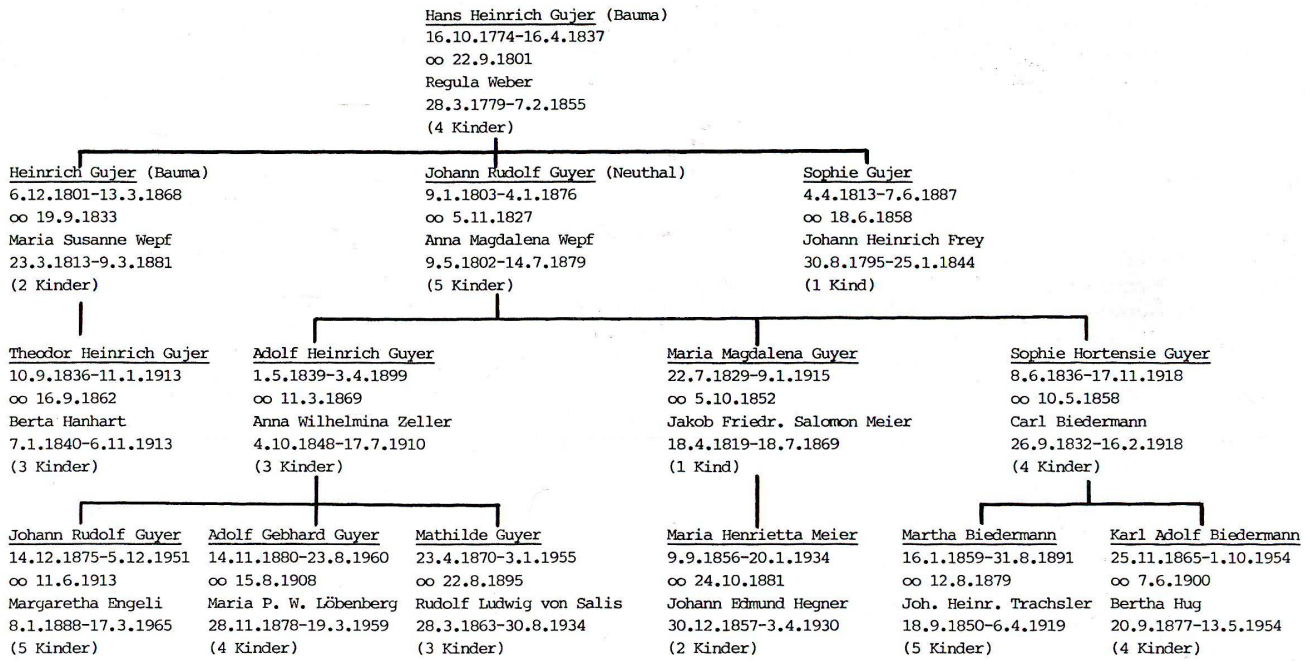 Hans Heinrich Gujer (Bauma)
16.10.1774-16.4.1837
∞ 22.9.1801
Regula Weber
28.3.1779-7.2.1855
(4 Kinder)
Heinrich Gujer (Bauma)
6.12.1801-13.3.1868
∞ 19.9.1833
Maria Susanne Wepf
23.3.1813-9.3.1881
(2 Kinder)
Johann Rudolf Guyer (Neuthal)
9.1.1803-4.1.1876
∞ 5.11.1827
Anna Magdalena Wepf
9.5.1802-14.7.1879
(5 Kinder)
Sophie Gujer
4.4.1813-7.6.1887
∞ 18.6.1858
Johann Heinrich Frey
30.8.1795-25.1.1844
(1 Kind)
Theodor Heinrich Gujer
10.9.1836-11.1.1913
∞ 16.9.1862
Berta Hanhart
7.1.1840-6.11.1913
(3 Kinder)
Adolf Heinrich Guyer
1.5.1839-3.4.1899
∞ 11.3.1869
Anna Wilhelmina Zeller
4.10.1848-17.7.1910
(3 Kinder)
Maria Magdalena Guyer
22.7.1829-9.1.1915
∞ 5.10.1852
Jakob Friedr. Salomon Meier
18.4.1819-18.7.1869
(1 Kind)
Sophie Hortensie Guyer
8.6.1836-17.11.1918
∞ 10.5.1858
Carl Biedermann
26.9.1832-16.2.1918
(4 Kinder)
Johann Rudolf Guyer
14.12.1875-5.12.1951
∞ 11.6.1913
Margaretha Engeli
8.1.1888-17.3.1965
(5 Kinder)
Adolf Gebhard Guyer
14.11.1880-23.8.1960
∞ 15.8.1908
Maria P. W. Löbenberg
28.11.1878-19.3.1959
(4 Kinder)
Mathilde Guyer
23.4.1870-3.1.1955
∞ 22.8.1895
Rudolf Ludwig von Salis
28.3.1863-30.8.1934
(3 Kinder)
Maria Henrietta Meier
9.9.1856-20.1.1934
∞ 24.10.1881
Johann Edmund Hegner
30.12.1857-3.4.1930
(2 Kinder)
Martha Biedermann
16.1.1859-31.8.1891
∞ 12.8.1879
Joh. Heinr. Trachsler
18.9.1850-6.4.1919
(5 Kinder)
Karl Adolf Biedermann
25.11.1865-1.10.1954
∞ 7.6.1900
Bertha Hug
20.9.1877-13.5.1954
(4 Kinder)